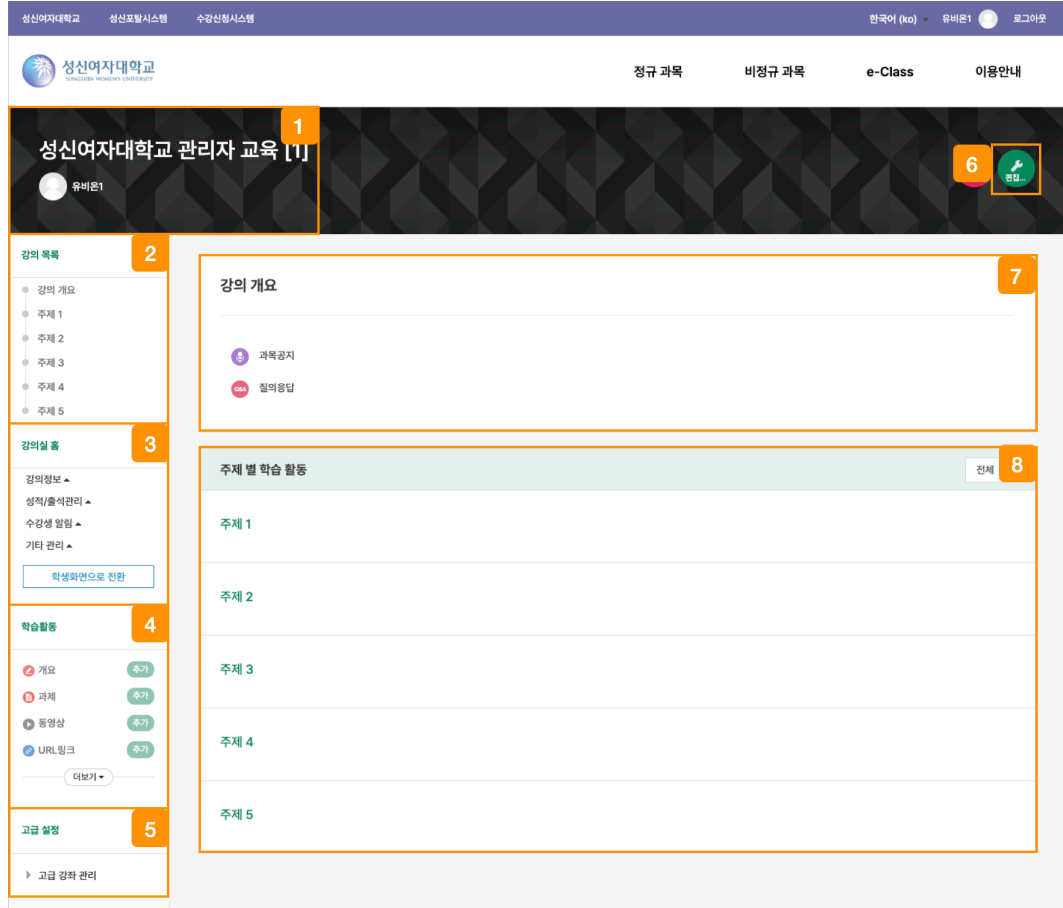 성신여자대학교 성신포탈시스템 수강신청시스템 한국어 (ko) 유비온1 로그아웃
성신여자대학교
SUNGSHIN WOMEN'S UNIVERSITY
정규 과목 비정규 과목 e-Class 이용안내
1
성신여자대학교 관리자 교육 [1]
유비온1
6
편집...
강의 목록
2
강의 개요
주제 1
주제 2
주제 3
주제 4
주제 5
강의실 홈
3
강의정보
성적/출석관리
수강생 알림
기타 관리
학생화면으로 전환
학습활동
4
개요 추가
과제 추가
동영상 추가
URL링크 추가
더보기
고급 설정
5
고급 강좌 관리
7
강의 개요
과목공지
Q&A 질의응답
주제 별 학습 활동 전체
8
주제 1
주제 2
주제 3
주제 4
주제 5